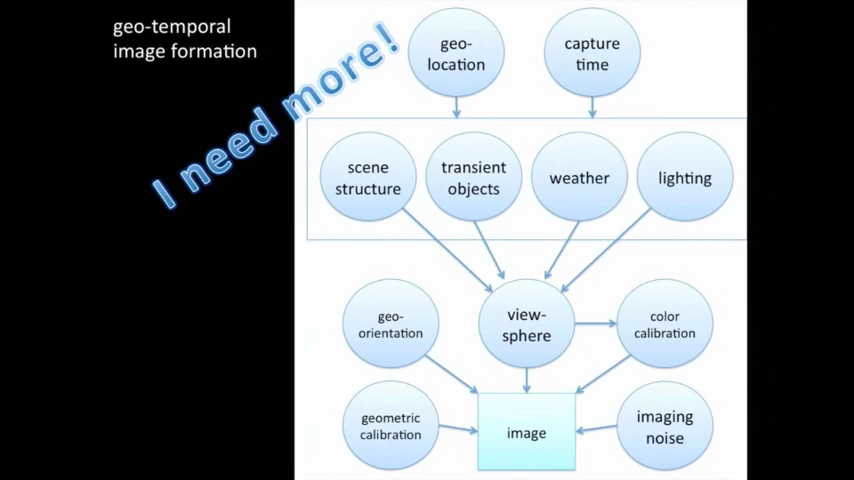 geo-temporal
image formation
I need more!
geo-
location
capture
time
scene
structure
transient
objects
weather
lighting
geo-
orientation
view-
sphere
color
calibration
geometric
calibration
image
imaging
noise